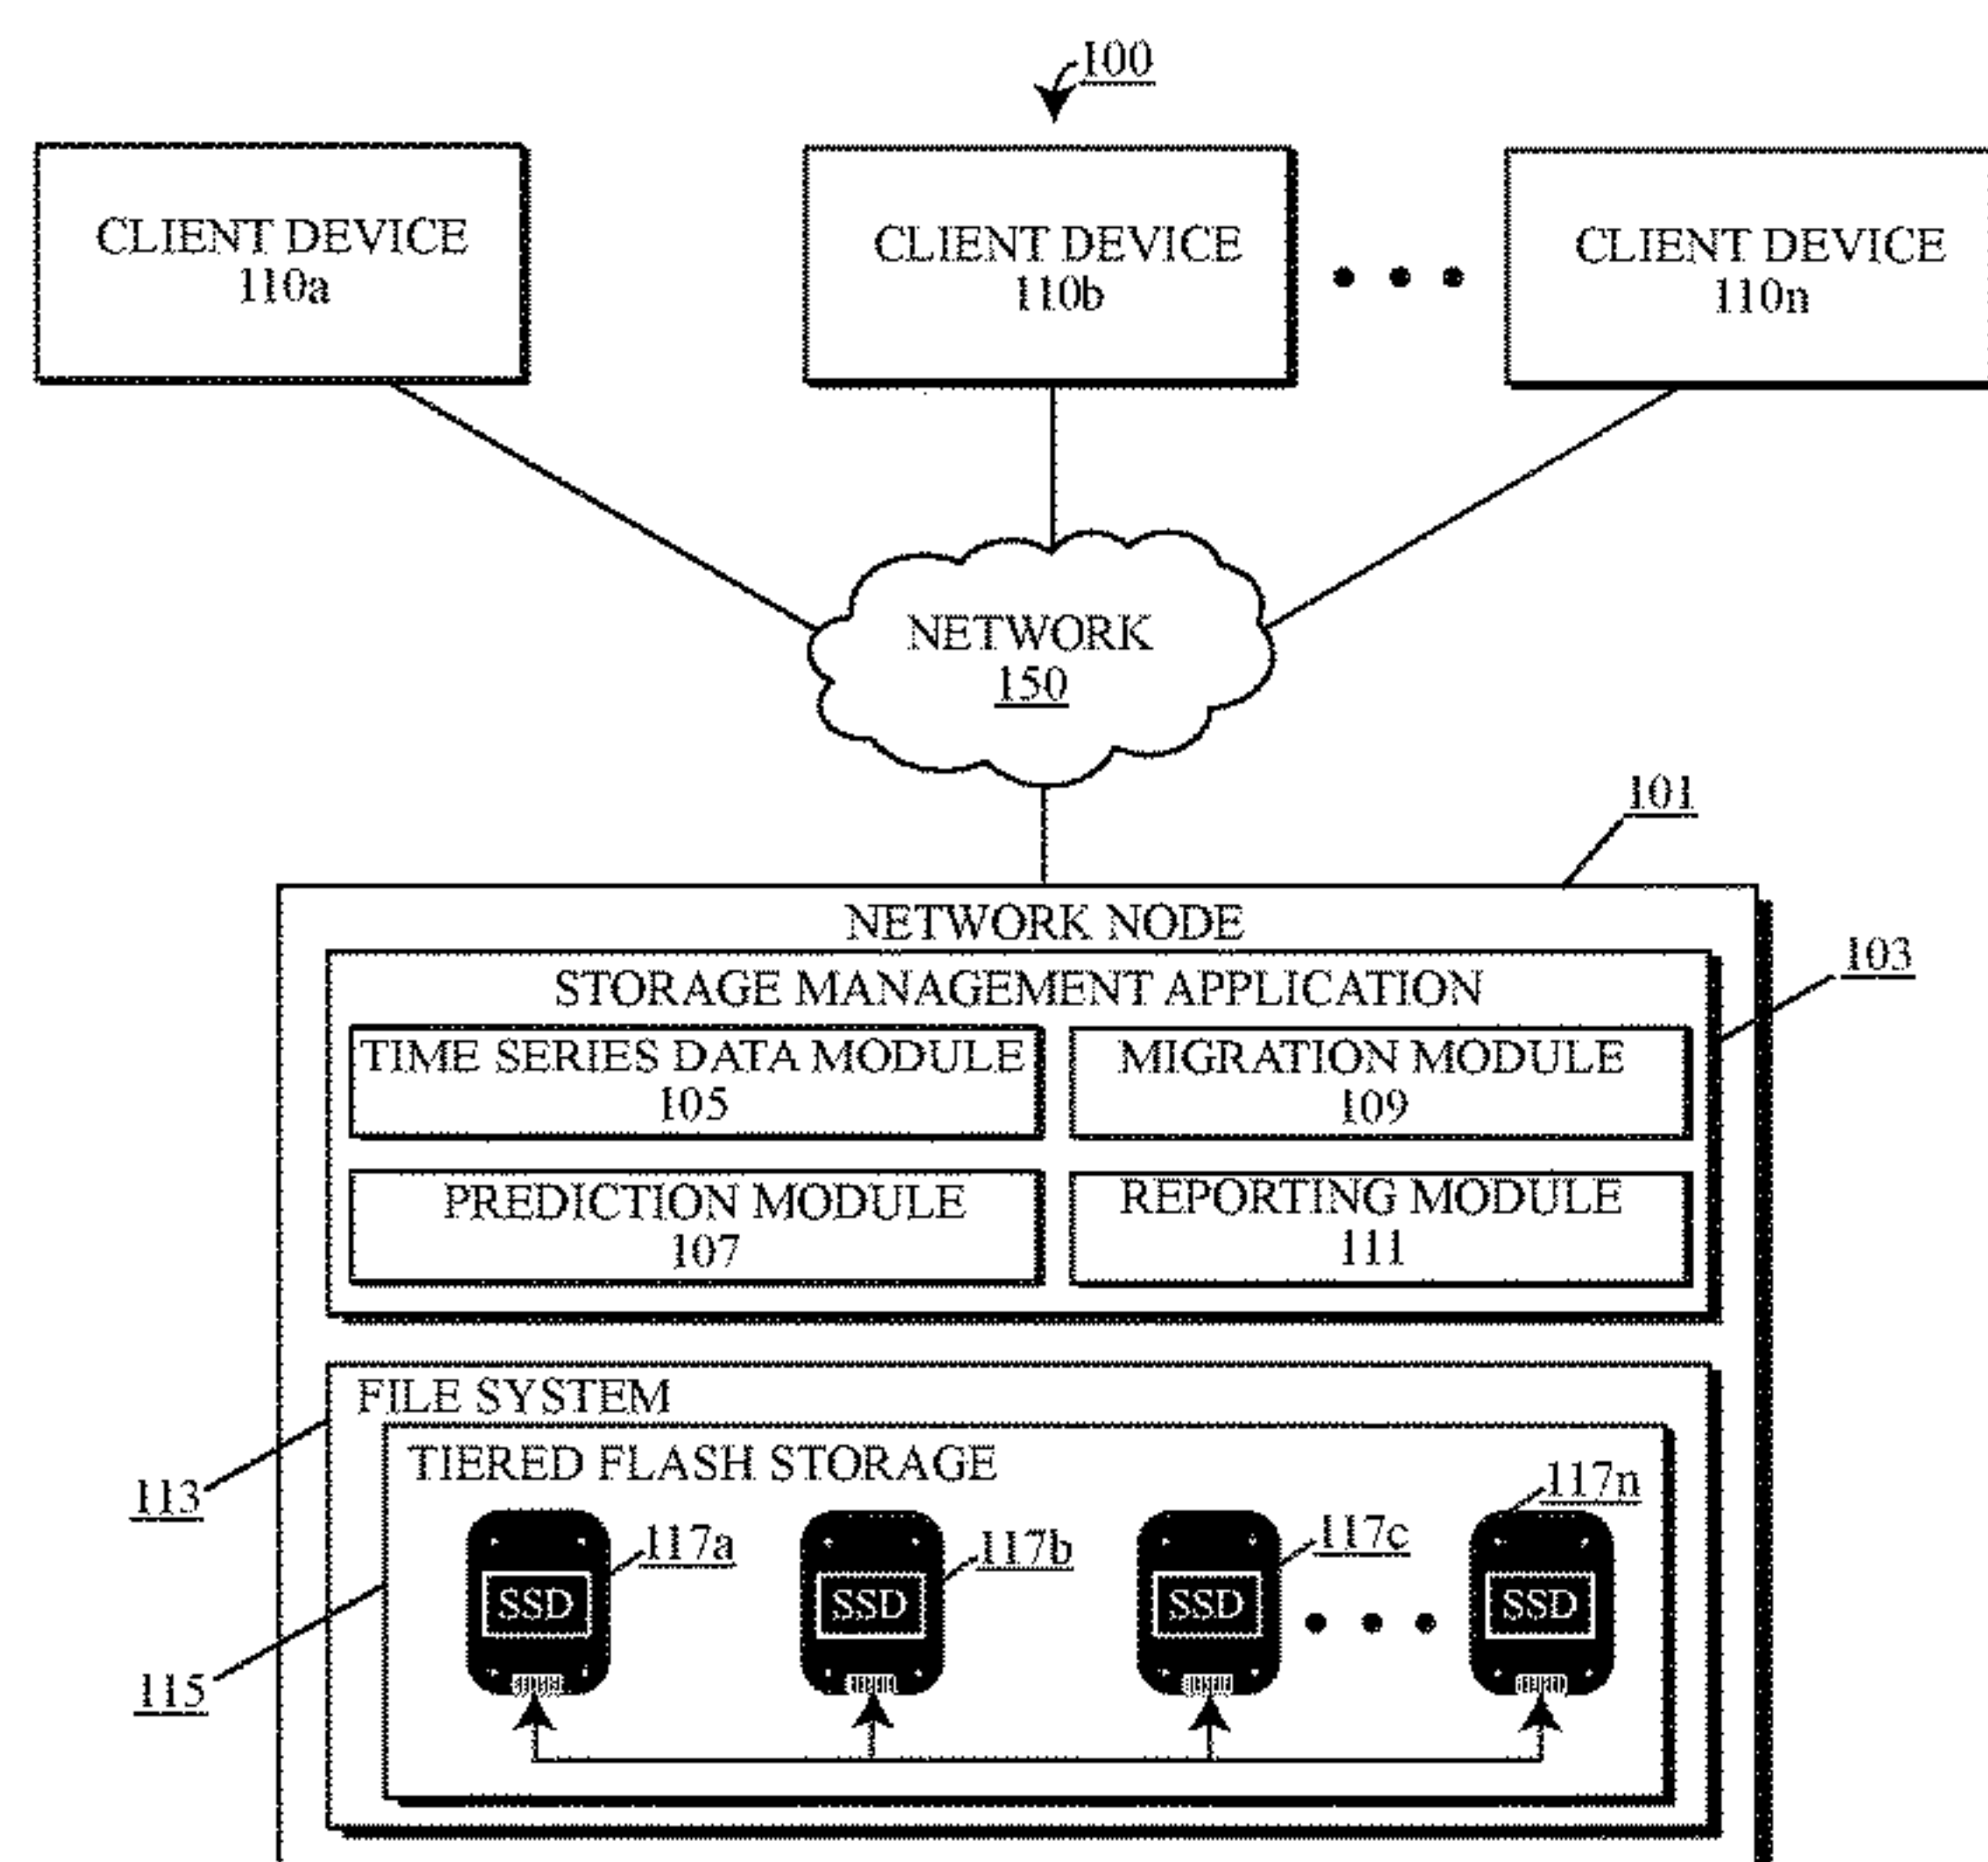 100
CLIENT DEVICE
110a
CLIENT DEVICE
110b
CLIENT DEVICE
110n
NETWORK
150
101
NETWORK NODE
103
STORAGE MANAGEMENT APPLICATION
TIME SERIES DATA MODULE
105
MIGRATION MODULE
109
PREDICTION MODULE
107
REPORTING MODULE
111
FILE SYSTEM
113
TIERED FLASH STORAGE
115
117a
117b
117c
117n
SSD
SSD
SSD
SSD